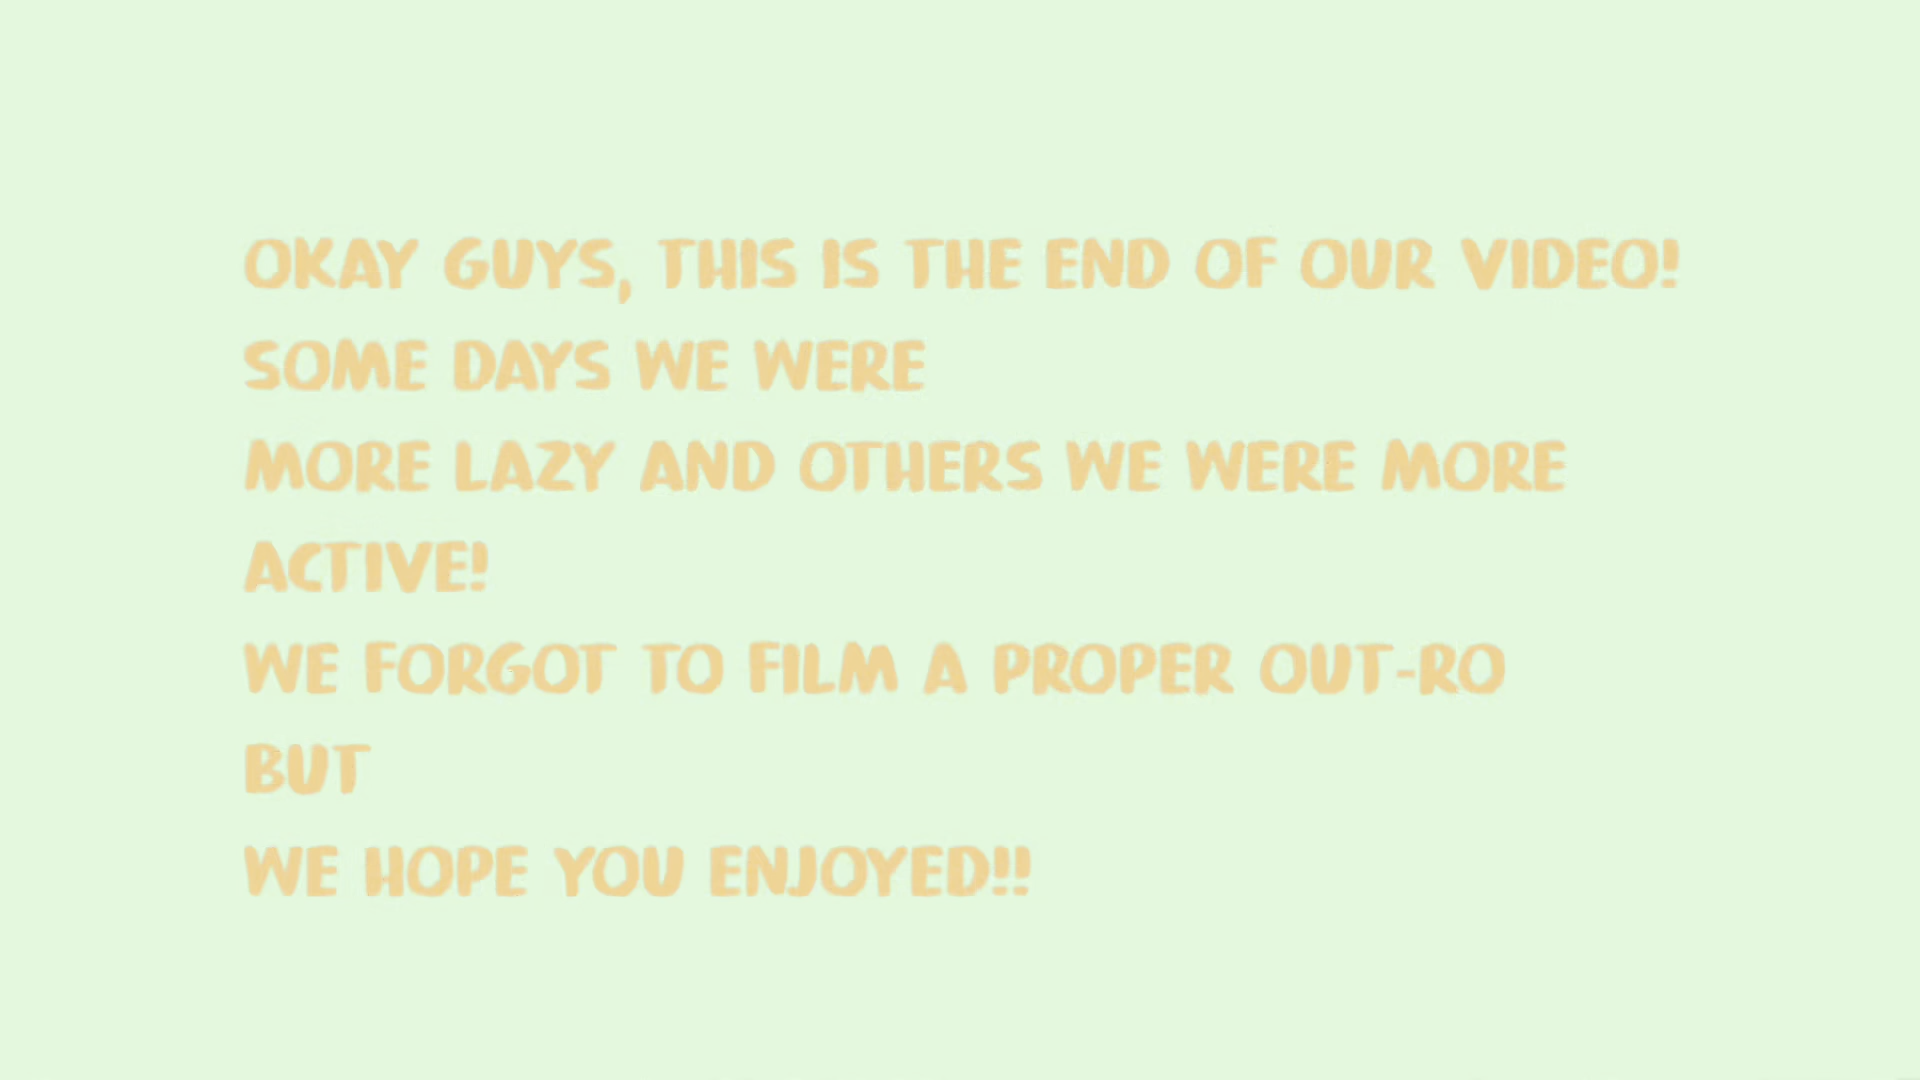 OKAY GUYS, THIS IS THE END OF OUR VIDEO!
SOME DAYS WE WERE
MORE LAZY AND OTHERS WE WERE MORE
ACTIVE!
WE FORGOT TO FILM A PROPER OUT-RO
BUT
WE HOPE YOU ENJOYED!!